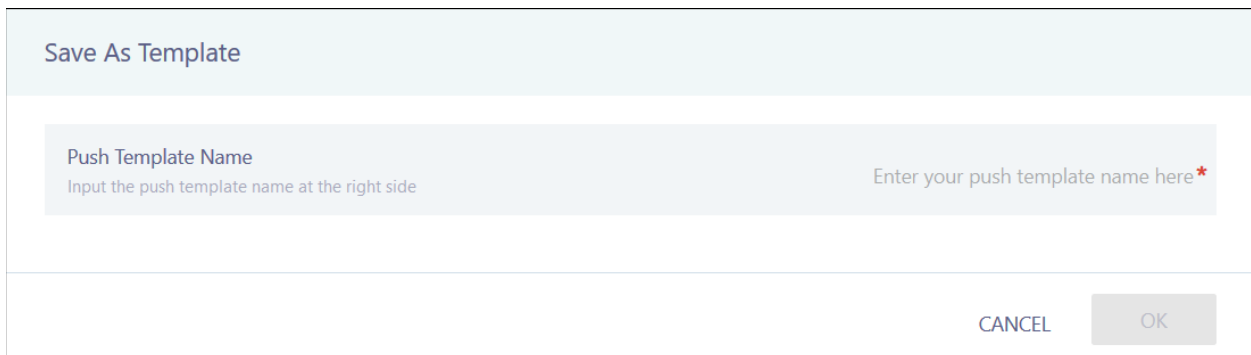 Save As Template
Push Template Name
Input the push template name at the right side
Enter your push template name here*
CANCEL
OK